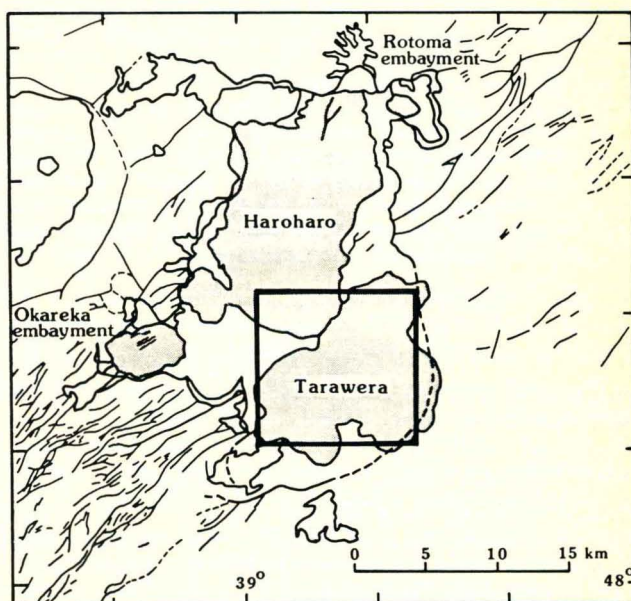 Rotoma
embayment
Haroharo
Okareka
embayment
Tarawera
0 5 10 15 km
39°
48°